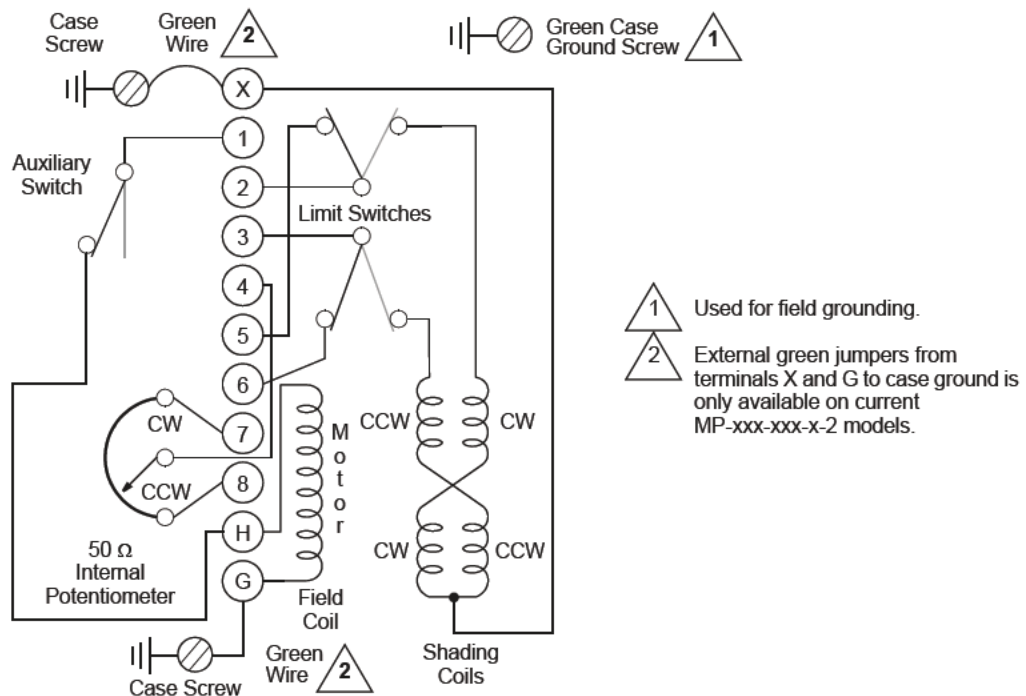 Case
Screw
Green
Wire
2
Green Case
Ground Screw
1
X
1
Auxiliary
Switch
2
Limit Switches
3
4
5
6
CW
7
CCW
8
H
G
50 Ω
Internal
Potentiometer
Motor
Field
Coil
CCW
CW
CW
CCW
Shading
Coils
Case Screw
Green
Wire
2
1
Used for field grounding.
2
External green jumpers from
terminals X and G to case ground is
only available on current
MP-xxx-xxx-x-2 models.